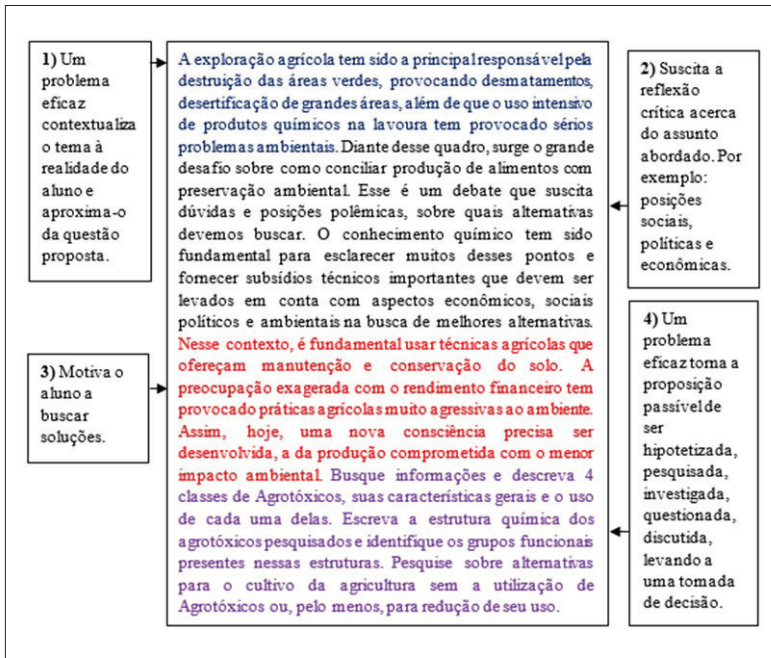 1) Um
problema
eficaz
contextualiza
o tema à
realidade do
aluno e
aproxima-o
da questão
proposta.
A exploração agrícola tem sido a principal responsável pela
destruição das áreas verdes, provocando desmatamentos,
desertificação de grandes áreas, além de que o uso intensivo
de produtos químicos na lavoura tem provocado sérios
problemas ambientais. Diante desse quadro, surge o grande
desafio sobre como conciliar produção de alimentos com
preservação ambiental. Esse é um debate que suscita
dúvidas e posições polêmicas, sobre quais alternativas
devemos buscar. O conhecimento químico tem sido
fundamental para esclarecer muitos desses pontos e
fornecer subsídios técnicos importantes que devem ser
levados em conta com aspectos econômicos, sociais
políticos e ambientais na busca de melhores alternativas.
Nesse contexto, é fundamental usar técnicas agrícolas que
ofereçam manutenção e conservação do solo. A
preocupação exagerada com o rendimento financeiro tem
provocado práticas agrícolas muito agressivas ao ambiente.
Assim, hoje, uma nova consciência precisa ser
desenvolvida, a da produção comprometida com o menor
impacto ambiental. Busque informações e descreva 4
classes de Agrotóxicos, suas características gerais e o uso
de cada uma delas. Escreva a estrutura química dos
agrotóxicos pesquisados e identifique os grupos funcionais
presentes nessas estruturas. Pesquise sobre alternativas
para o cultivo da agricultura sem a utilização de
Agrotóxicos ou, pelo menos, para redução de seu uso.
2) Suscita a
reflexão
crítica acerca
do assunto
abordado. Por
exemplo:
posições
sociais,
políticas e
econômicas.
3) Motiva o
aluno a
buscar
soluções.
4) Um
problema
eficaz torna a
proposição
passível de
ser
hipotetizada,
pesquisada,
investigada,
questionada,
discutida,
levando a
uma tomada
de decisão.